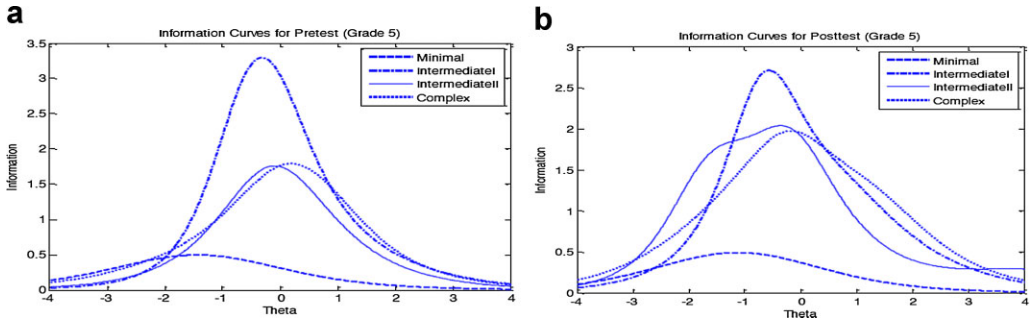 a
Information Curves for Pretest (Grade 5)
3.5
3
2.5
2
1.5
1
0.5
0
Information
-4
-3
-2
-1
0
1
2
3
4
Theta
Minimal
IntermediateI
IntermediateII
Complex
b
Information Curves for Posttest (Grade 5)
3
2.5
2
1.5
1
0.5
0
Information
-4
-3
-2
-1
0
1
2
3
4
Theta
Minimal
IntermediateI
IntermediateII
Complex